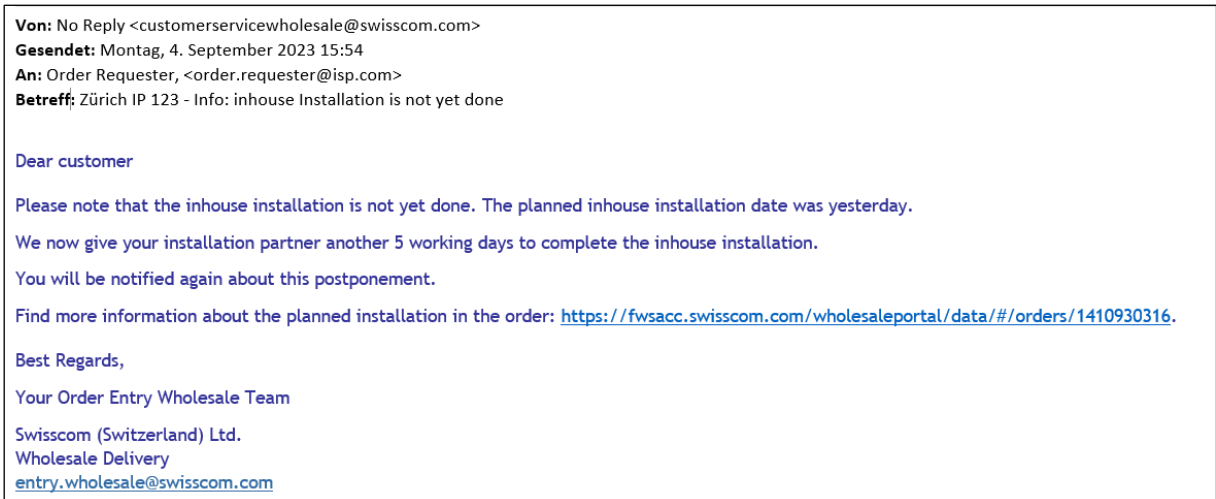 Von: No Reply <customerservicewholesale@swisscom.com>
Gesendet: Montag, 4. September 2023 15:54
An: Order Requester, <order.requester@isp.com>
Betreff: Zürich IP 123 - Info: inhouse Installation is not yet done
Dear customer
Please note that the inhouse installation is not yet done. The planned inhouse installation date was yesterday.
We now give your installation partner another 5 working days to complete the inhouse installation.
You will be notified again about this postponement.
Find more information about the planned installation in the order: https://fwsacc.swisscom.com/wholesaleportal/data/#/orders/1410930316.
Best Regards,
Your Order Entry Wholesale Team
Swisscom (Switzerland) Ltd.
Wholesale Delivery
entry.wholesale@swisscom.com